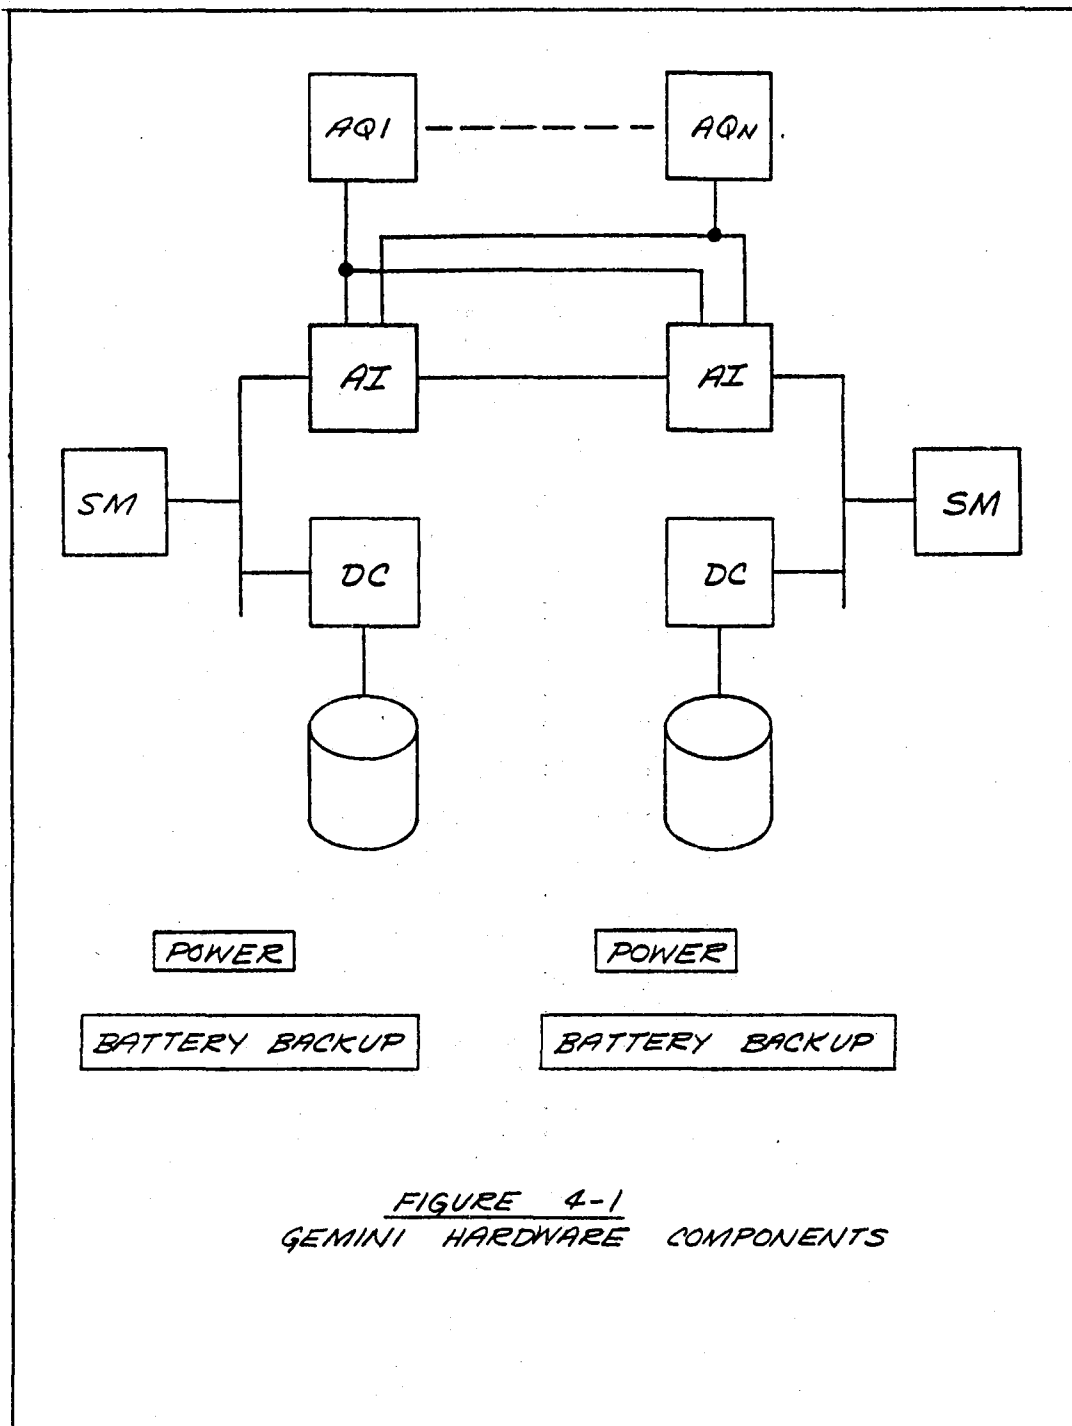 AQ1
AQN
AI
AI
SM
SM
DC
DC
POWER
POWER
BATTERY BACKUP
BATTERY BACKUP
FIGURE 4-1
GEMINI HARDWARE COMPONENTS